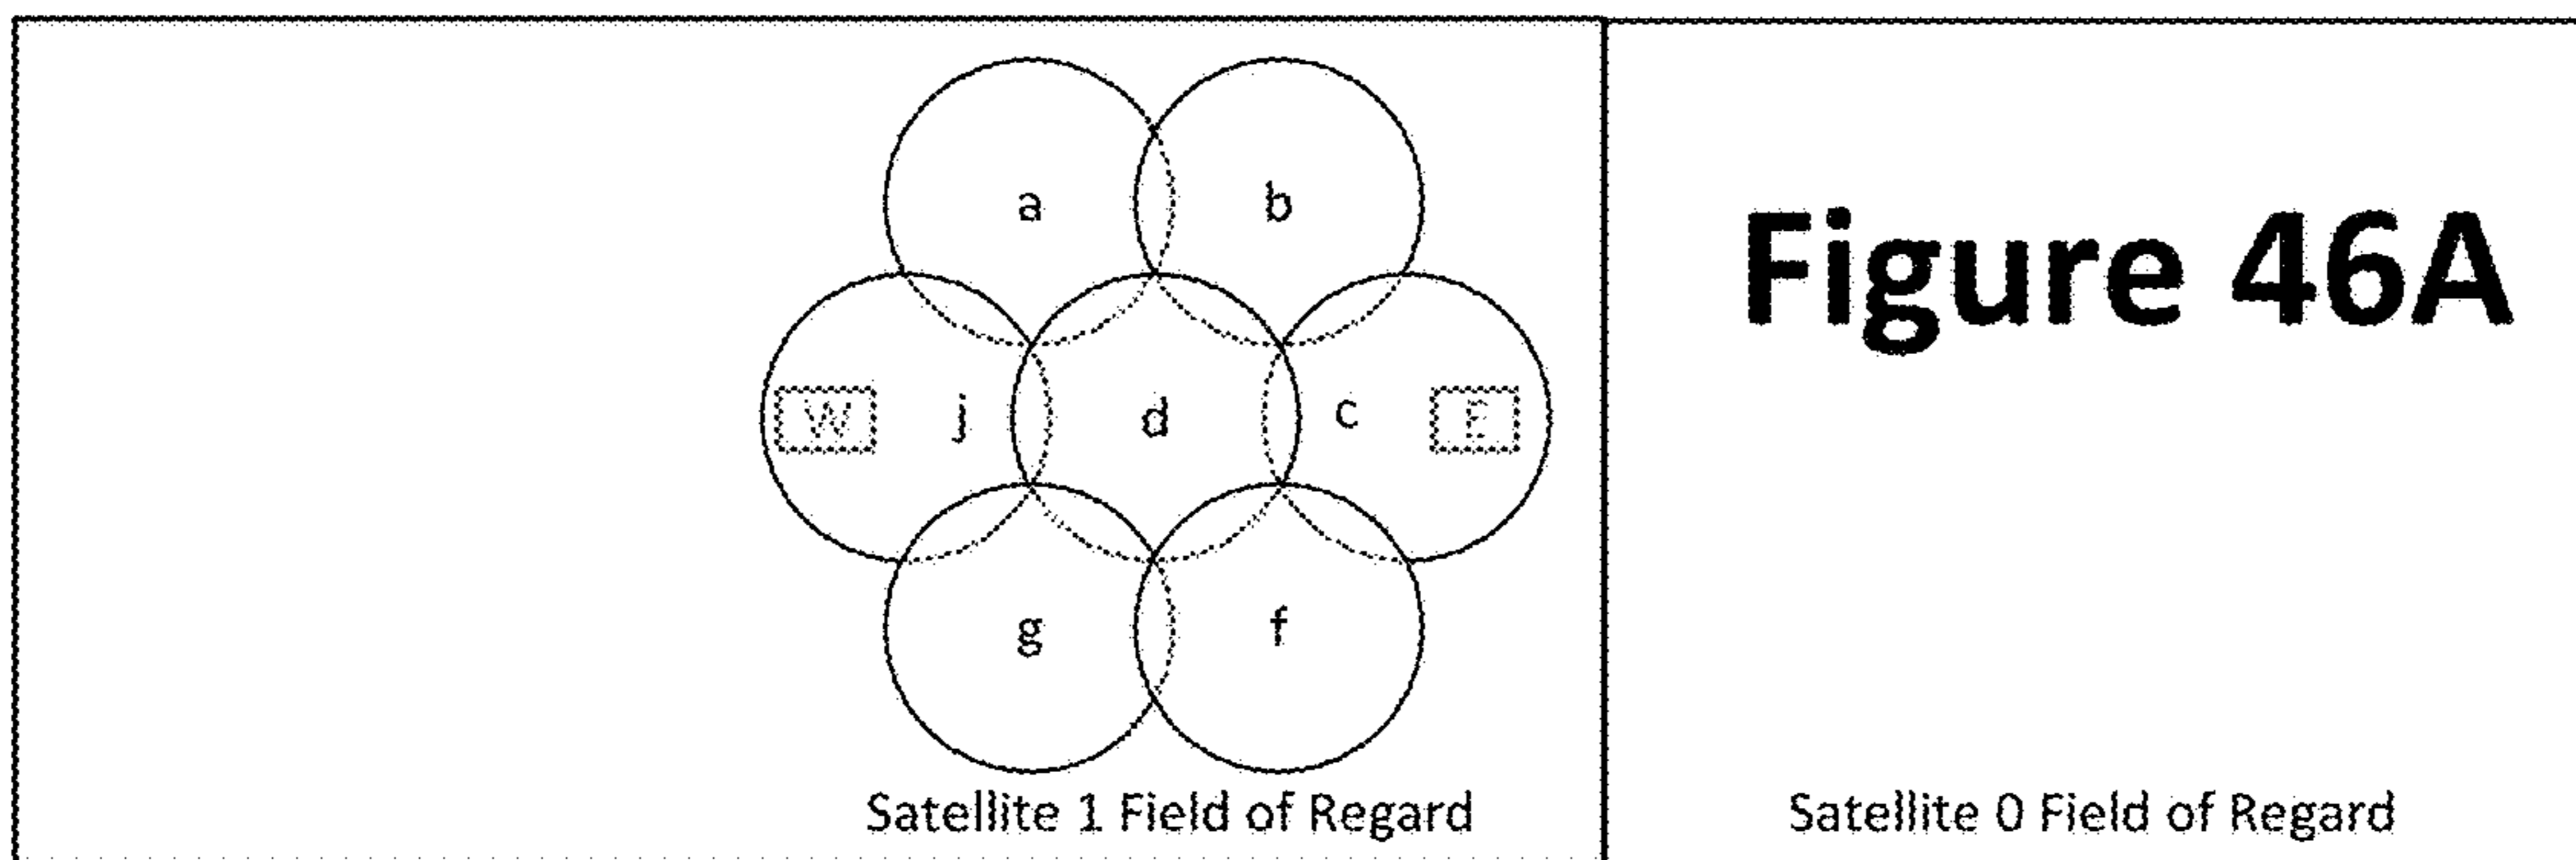 a b
Figure 46A
W j d c E
g f
Satellite 1 Field of Regard
Satellite 0 Field of Regard